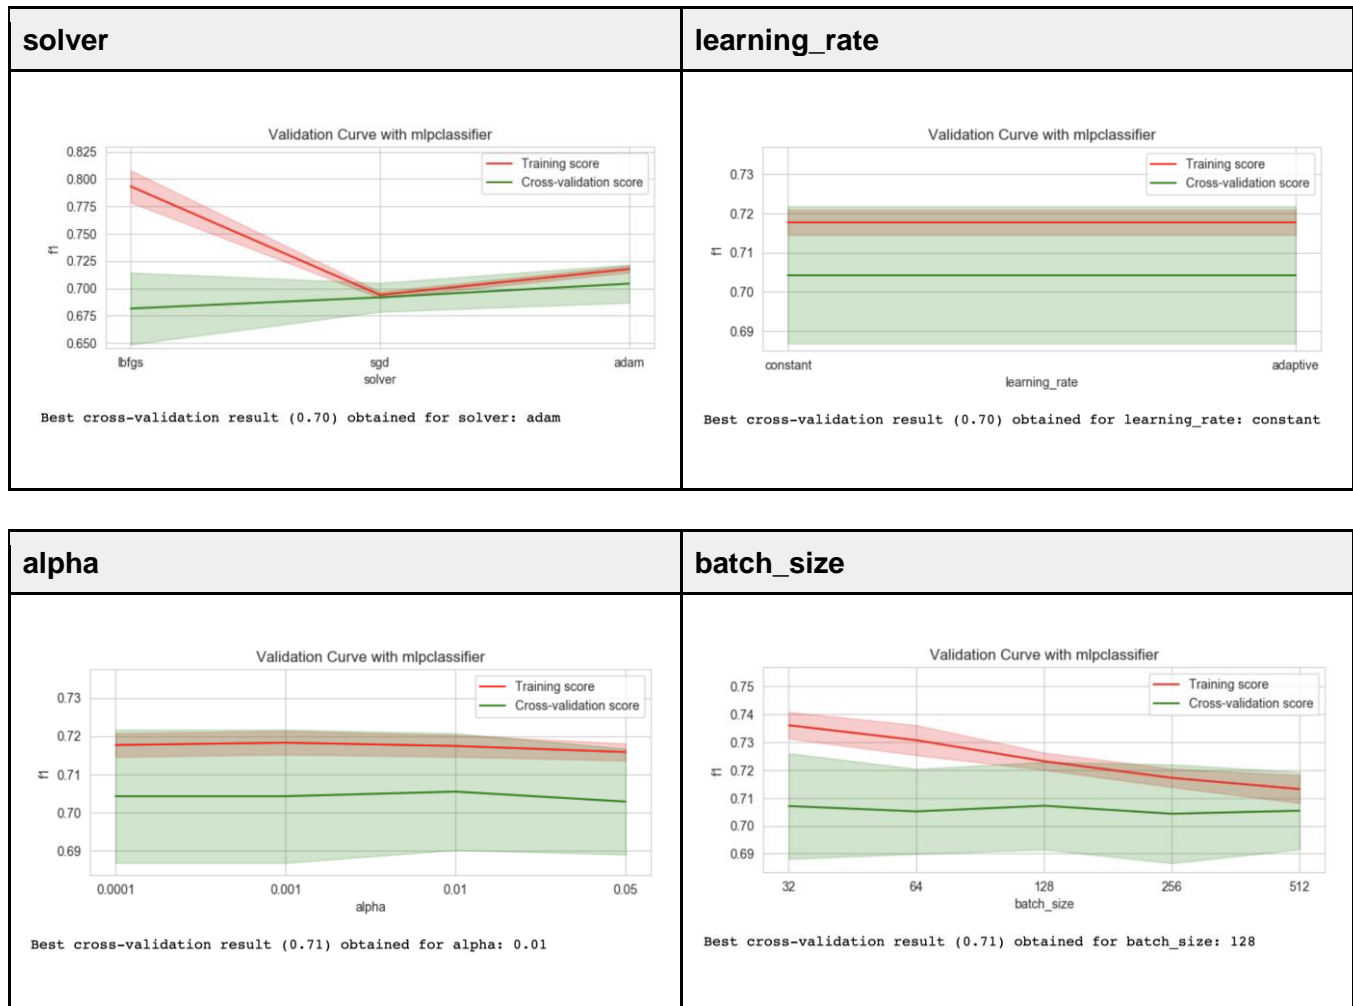 solver
learning_rate
Validation Curve with mlpclassifier
0.825
0.800
0.775
0.750
0.725
0.700
0.675
0.650
f1
Training score
Cross-validation score
lbfgs
sgd
adam
solver
Best cross-validation result (0.70) obtained for solver: adam
Validation Curve with mlpclassifier
0.73
0.72
0.71
0.70
0.69
f1
Training score
Cross-validation score
constant
adaptive
learning_rate
Best cross-validation result (0.70) obtained for learning_rate: constant
alpha
batch_size
Validation Curve with mlpclassifier
0.73
0.72
0.71
0.70
0.69
f1
Training score
Cross-validation score
0.0001
0.001
0.01
0.05
alpha
Best cross-validation result (0.71) obtained for alpha: 0.01
Validation Curve with mlpclassifier
0.75
0.74
0.73
0.72
0.71
0.70
0.69
f1
Training score
Cross-validation score
32
64
128
256
512
batch_size
Best cross-validation result (0.71) obtained for batch_size: 128